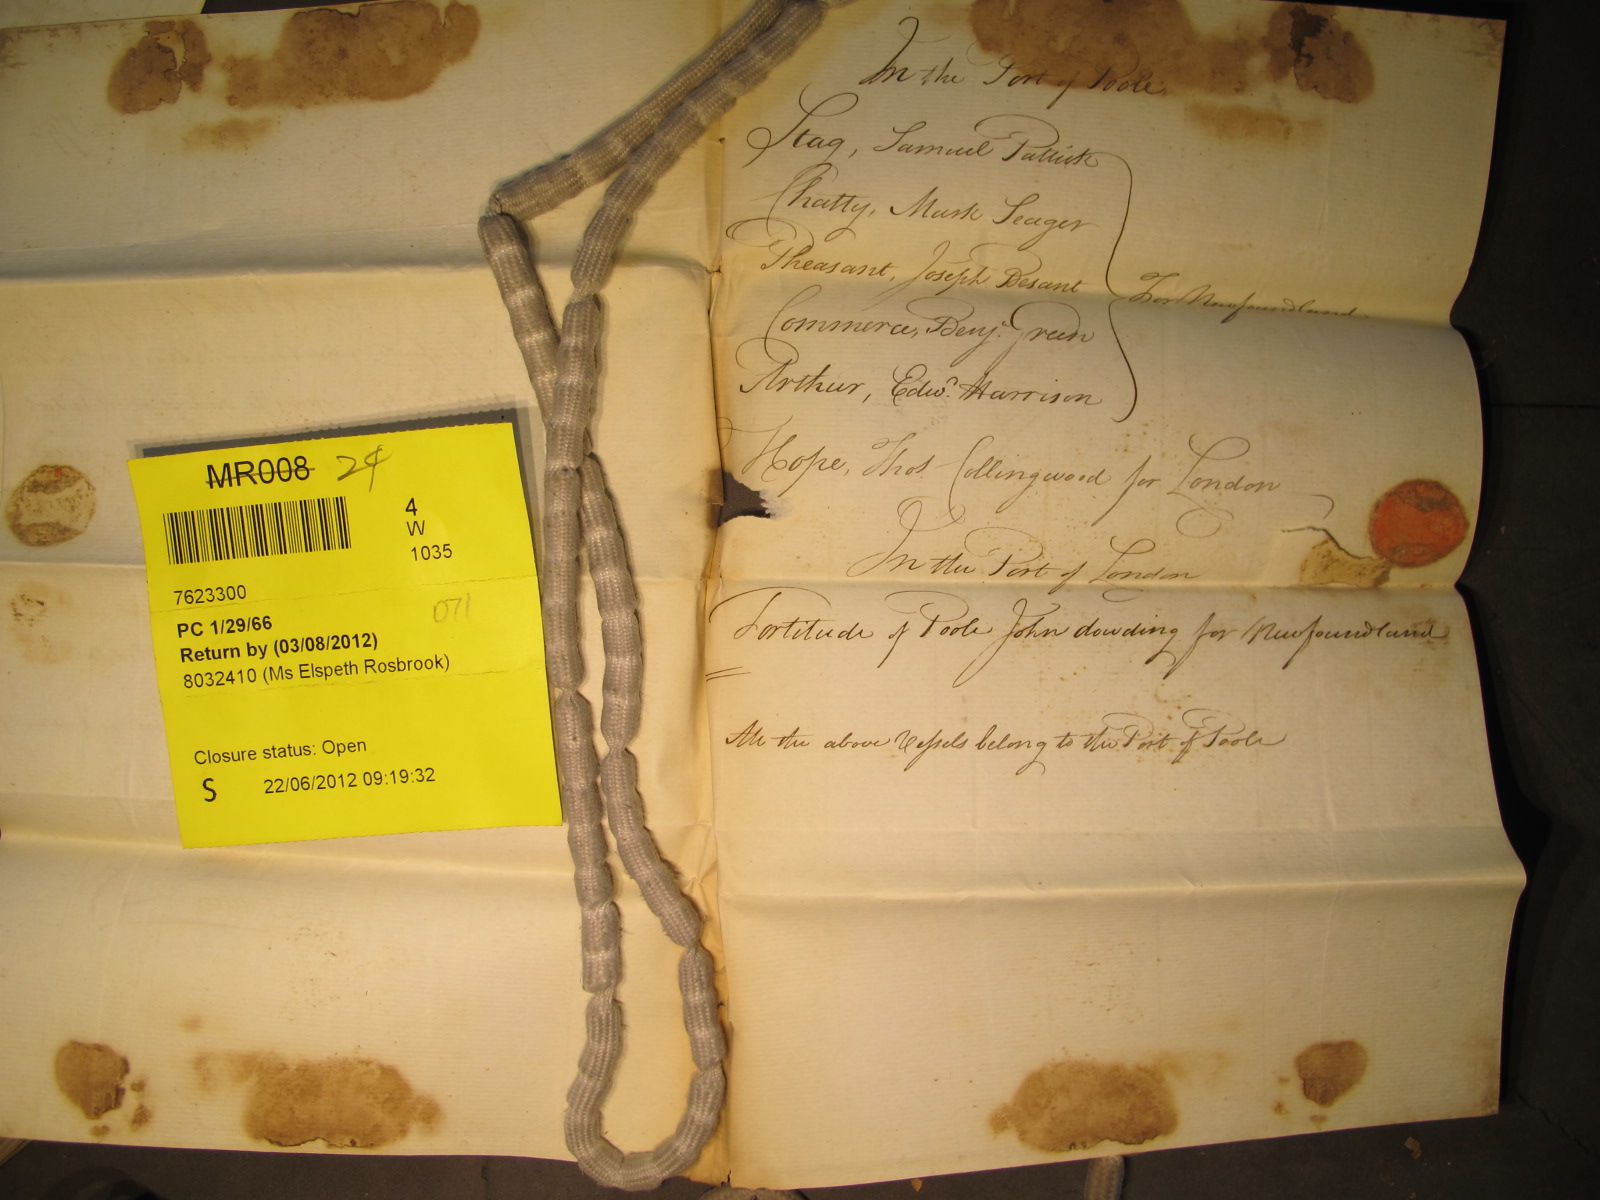 In the Port of Poole
Stag, Samuel Pattick
Chatty, Mark Seager
Pheasant, Joseph Besant
For Newfoundland
Commerce, Benj. Green
Arthur, Edwd. Harrison
Hope, Thos Collingwood for London
In the Port of London
Fortitude of Poole John dowding for Newfoundland
All the above Vessels belong to the Port of Poole
MR008 24
4
W
1035
7623300
071
PC 1/29/66
Return by (03/08/2012)
8032410 (Ms Elspeth Rosbrook)
Closure status: Open
S 22/06/2012 09:19:32